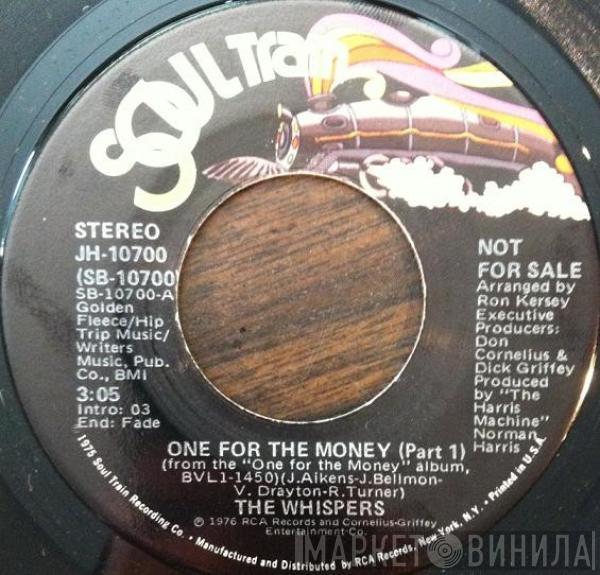 SOUL Train
STEREO
JH-10700
(SB-10700)
SB-10700-A
Golden
Fleece/Hip
Trip Music/
Writers
Music, Pub.
Co., BMI
3:05
Intro: 03
End: Fade
NOT
FOR SALE
Arranged by
Ron Kersey
Executive
Producers:
Don
Cornelius &
Dick Griffey
Produced
by "The
Harris
Machine"
Norman
Harris
ONE FOR THE MONEY (Part 1)
(from the "One for the Money" album,
BVL1-1450)(J.Aikens-J.Bellmon-
V. Drayton-R.Turner)
THE WHISPERS
℗ © 1976 RCA Records and Cornelius-Griffey
Entertainment Co.
1975 Soul Train Recording Co. • Manufactured and Distributed by RCA Records, New York, N.Y. • Printed in U.S.A.
МАРКЕТ ВИНИЛА